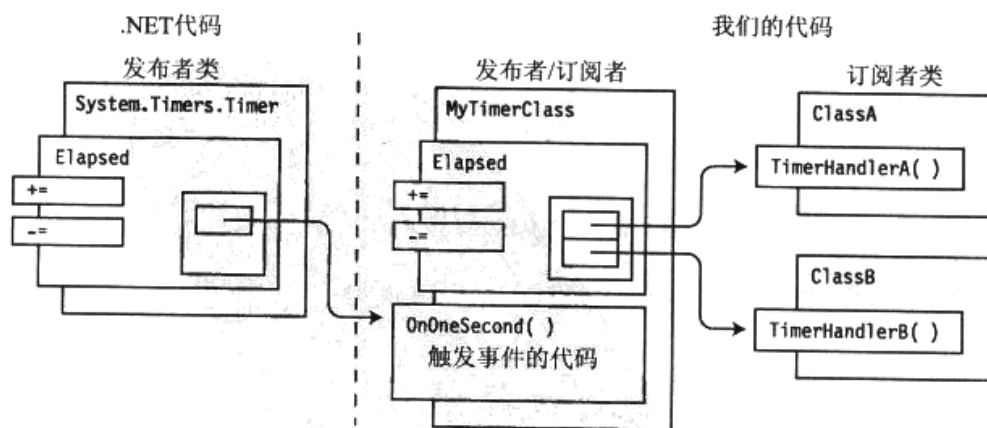 .NET代码
我们的代码
发布者类
发布者/订阅者
订阅者类
System.Timers.Timer
Elapsed
+=
-=
MyTimerClass
Elapsed
+=
-=
OnOneSecond( )
触发事件的代码
ClassA
TimerHandlerA( )
ClassB
TimerHandlerB( )